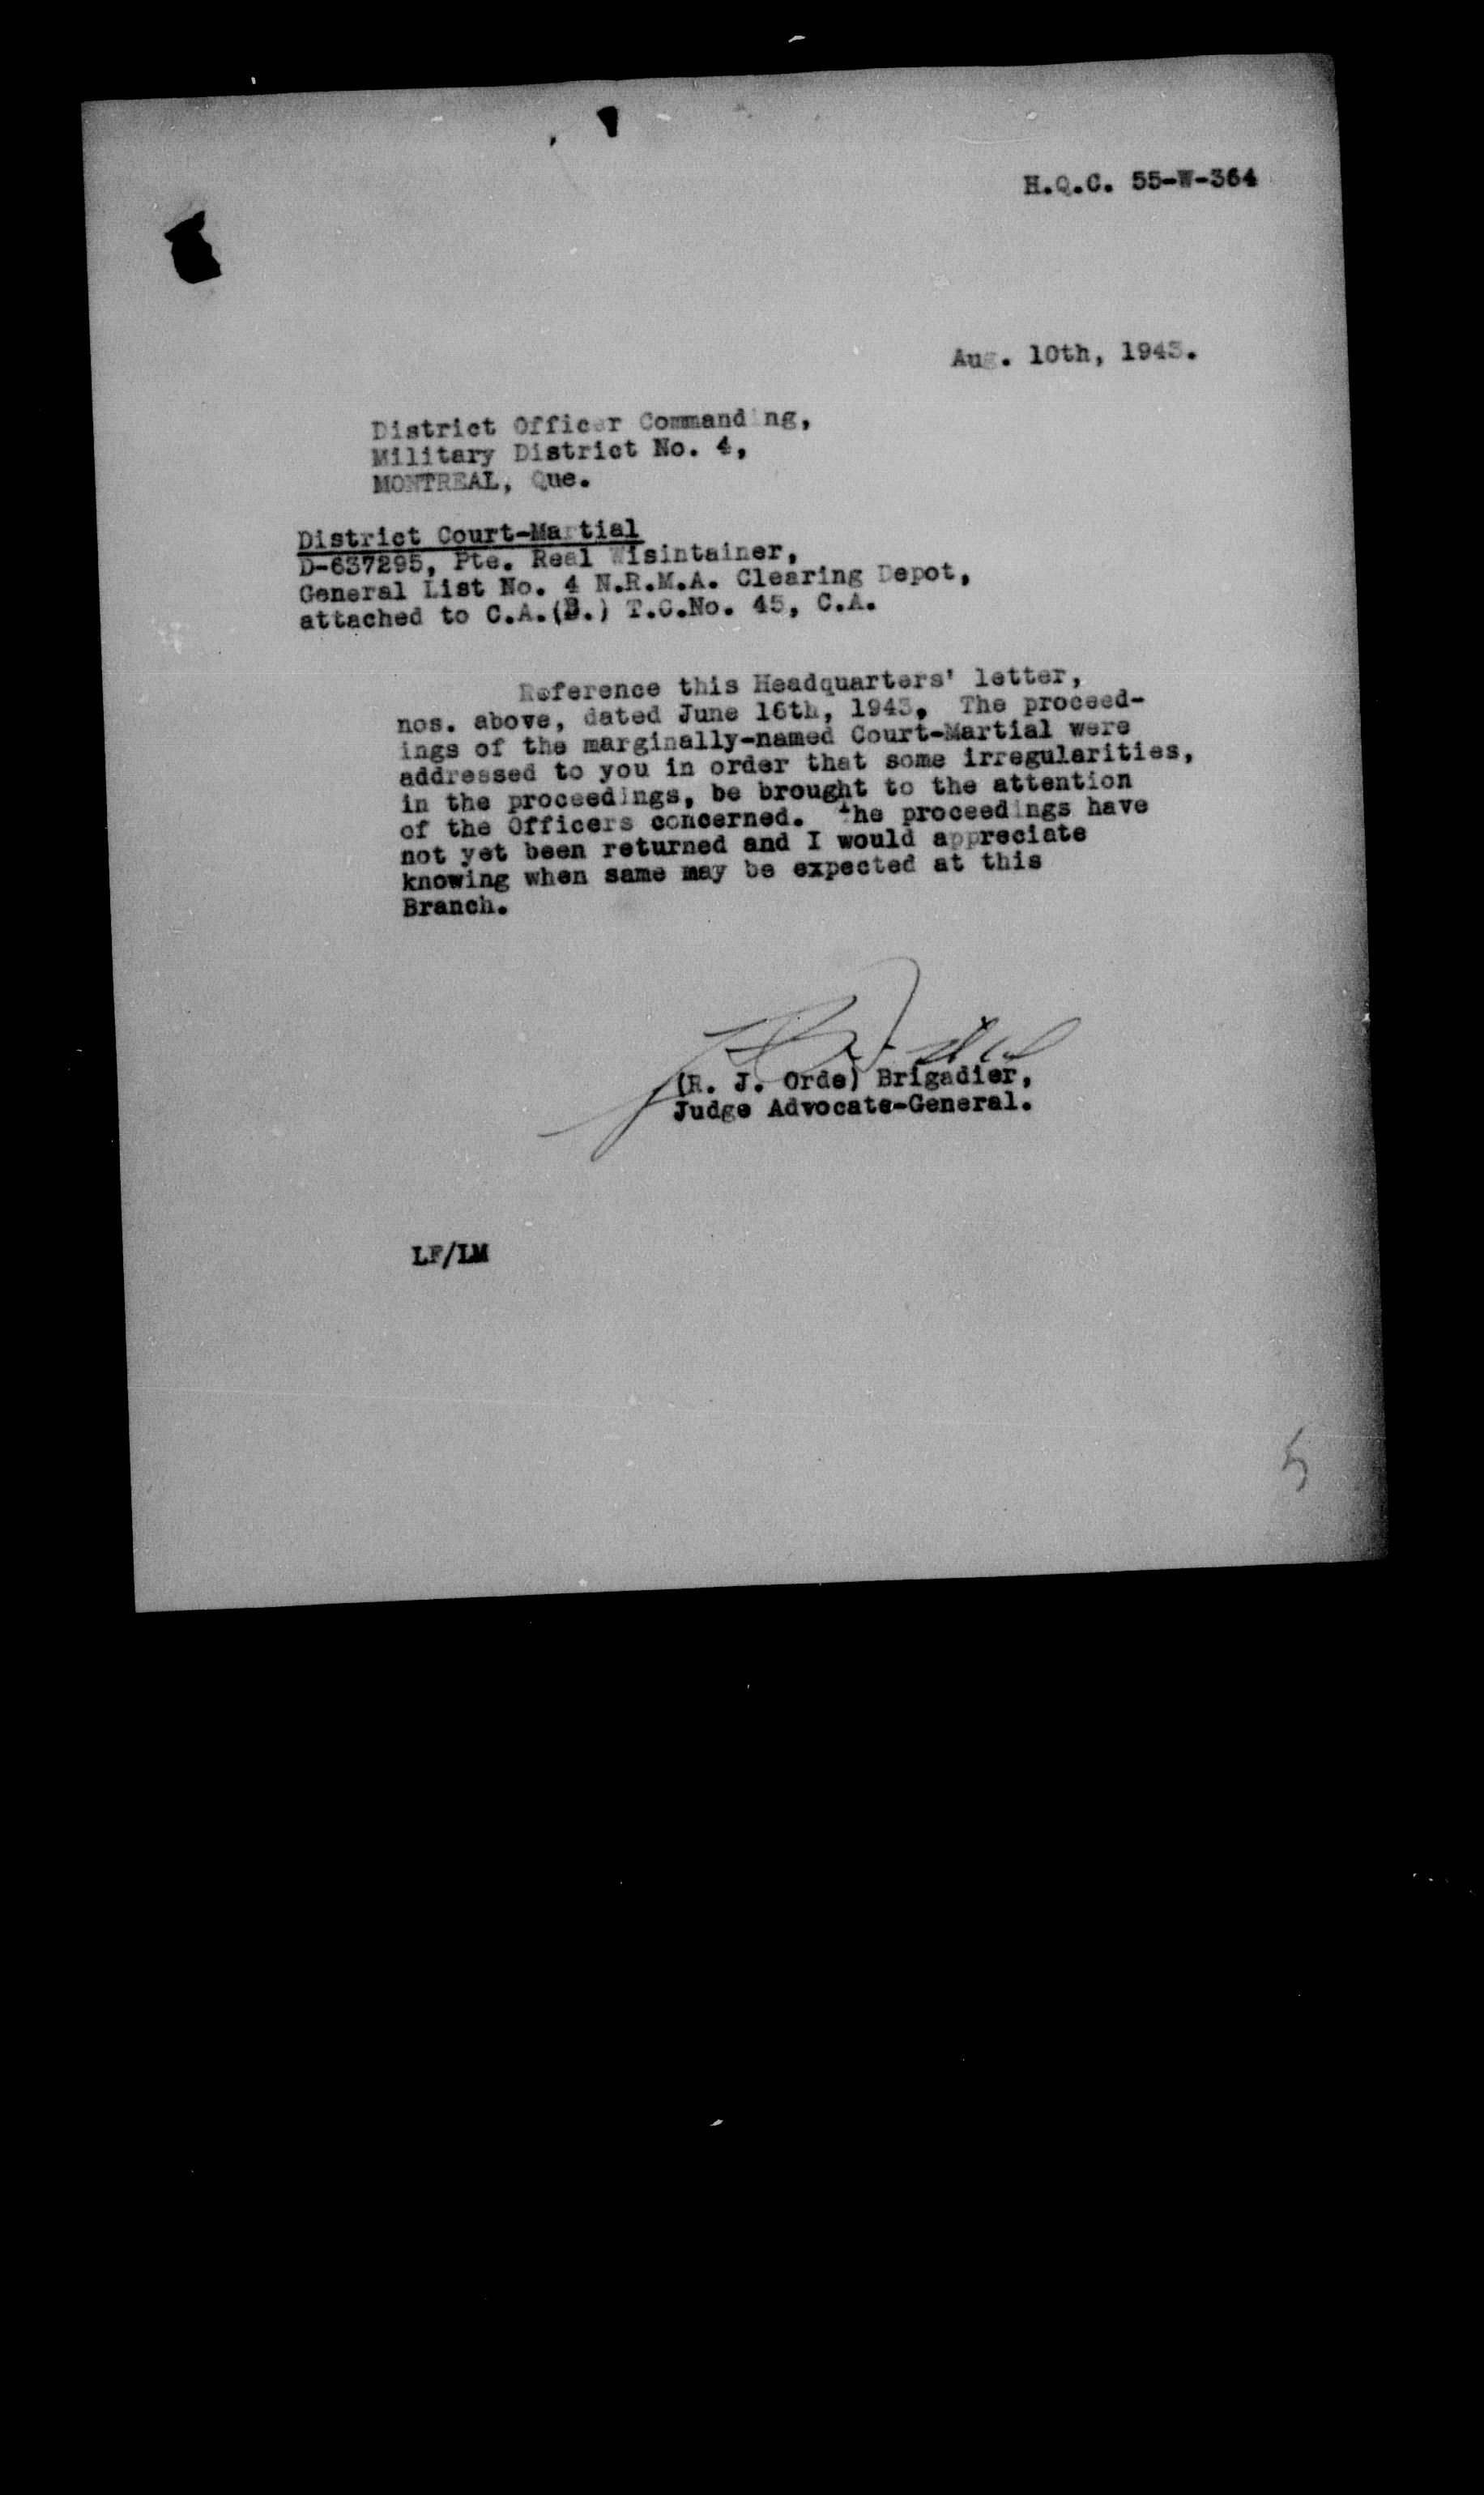 H.Q.C. 55-W-364
Aug. 10th, 1943.
District Officer Commanding,
Military District No. 4,
MONTREAL, Que.
District Court-Martial
D-637295, Pte. Real Wisintainer,
General List No. 4 N.R.M.A. Clearing Depot,
attached to C.A.(B.) T.C.No. 45, C.A.
Reference this Headquarters' letter,
nos. above, dated June 16th, 1943. The proceed-
ings of the marginally-named Court-Martial were
addressed to you in order that some irregularities,
in the proceedings, be brought to the attention
of the Officers concerned. The proceedings have
not yet been returned and I would appreciate
knowing when same may be expected at this
Branch.
(R. J. Orde) Brigadier,
Judge Advocate-General.
LF/LM
5